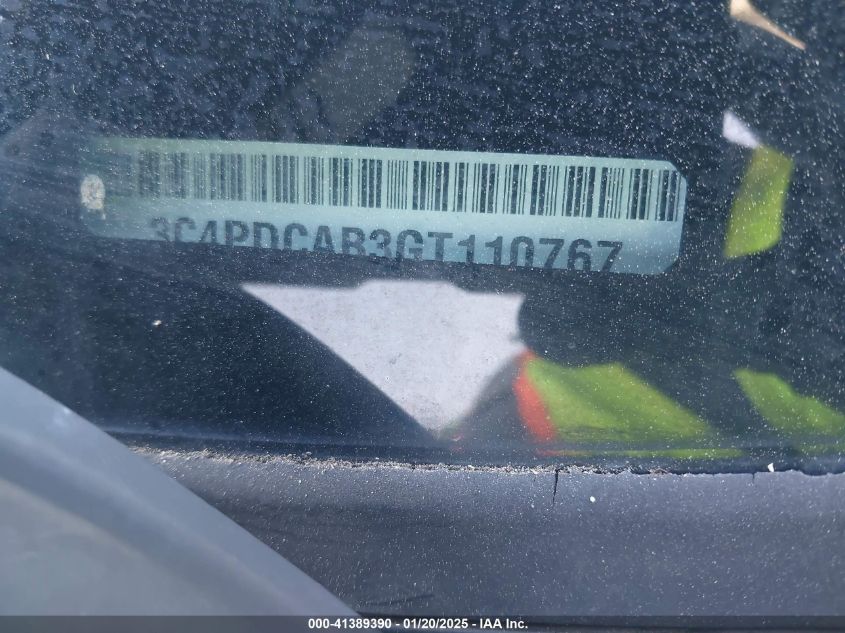 3C4PDCAB3GT110767
000-41389390 - 01/20/2025 - IAA, Inc.